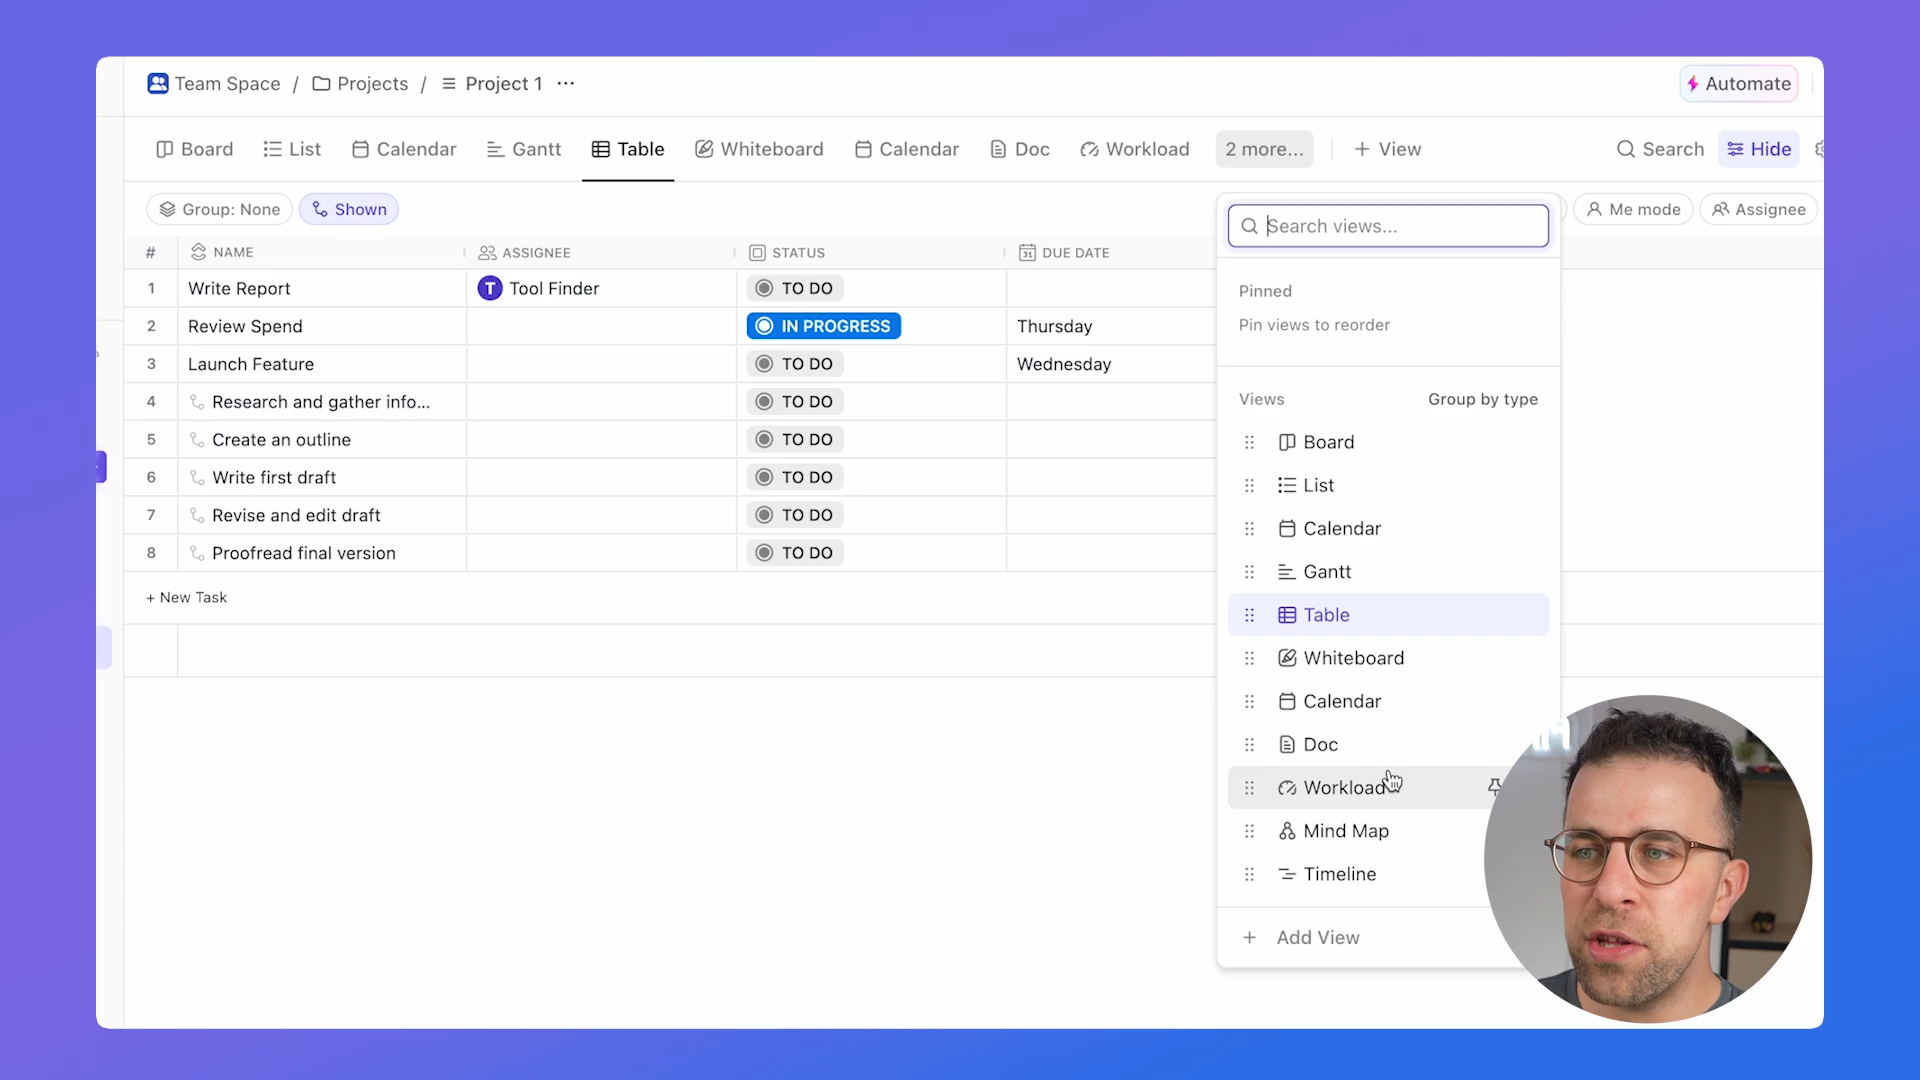 Team Space / Projects / Project 1 ...
Automate
Board List Calendar Gantt Table Whiteboard Calendar Doc Workload 2 more... + View Search Hide
Group: None Shown Me mode Assignee
# NAME ASSIGNEE STATUS DUE DATE
1 Write Report T Tool Finder TO DO
2 Review Spend IN PROGRESS Thursday
3 Launch Feature TO DO Wednesday
4 Research and gather info... TO DO
5 Create an outline TO DO
6 Write first draft TO DO
7 Revise and edit draft TO DO
8 Proofread final version TO DO
+ New Task
Search views...
Pinned
Pin views to reorder
Views Group by type
Board
List
Calendar
Gantt
Table
Whiteboard
Calendar
Doc
Workload
Mind Map
Timeline
+ Add View